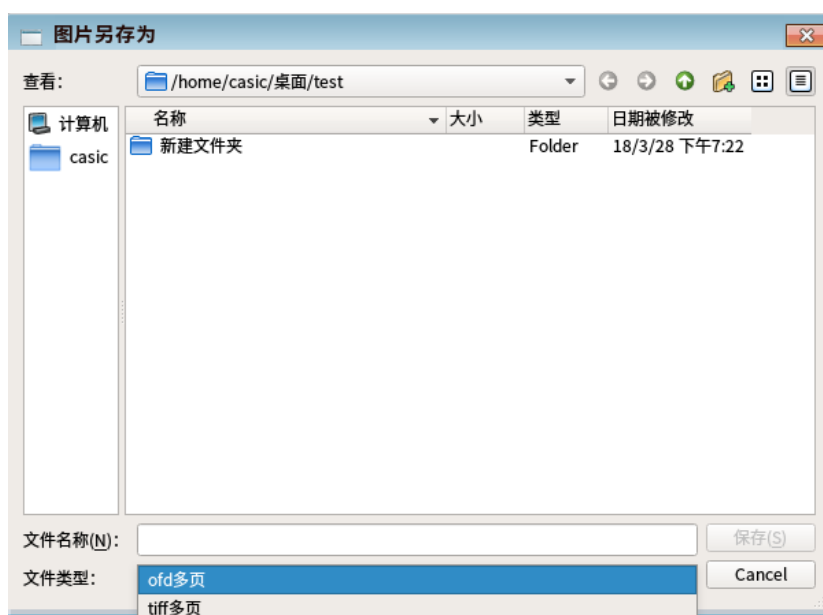 图片另存为
查看: /home/casic/桌面/test
计算机
casic
名称 大小 类型 日期被修改
新建文件夹 Folder 18/3/28 下午7:22
文件名称(N): 保存(S)
文件类型: ofd多页 Cancel
tiff多页